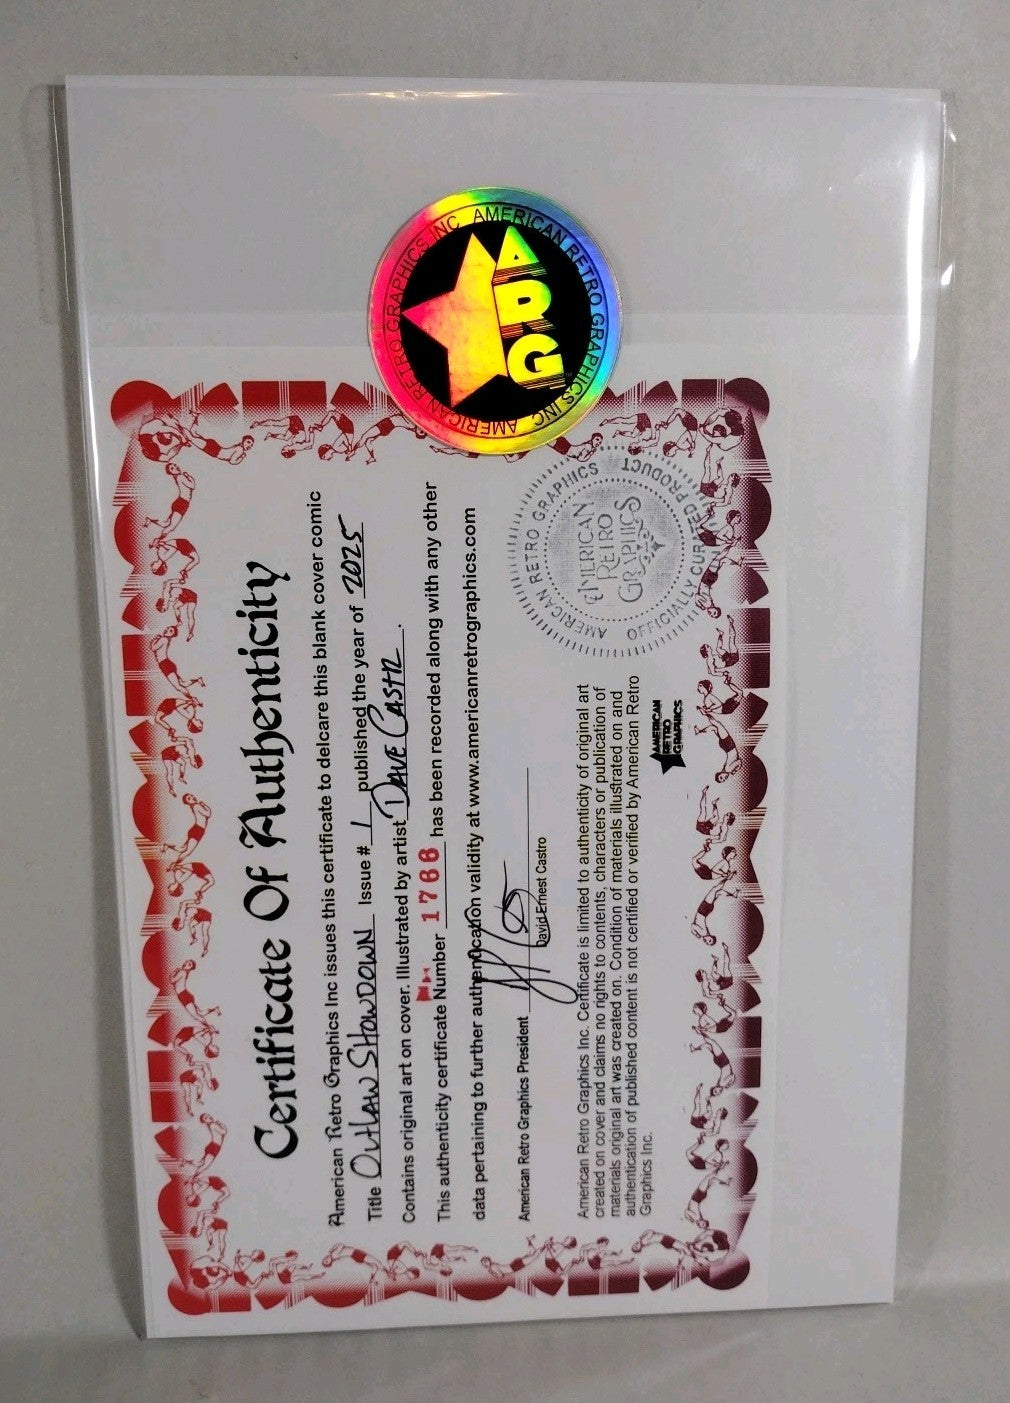 AMERICAN RETRO GRAPHICS INC. AMERICAN RETRO GRAPHICS INC. AMERICAN RETRO GRAPHICS INC.
ARG
Certificate Of Authenticity
American Retro Graphics Inc issues this certificate to delcare this blank cover comic
Title OUTLAW SHOWDOWN Issue # 1 published the year of 2025
Contains original art on cover. Illustrated by artist DAVE CASTR.
This authenticity certificate Number 1766 has been recorded along with any other
data pertaining to further authentication validity at www.americanretrographics.com
American Retro Graphics President
David Ernest Castro
American Retro Graphics Inc. Certificate is limited to authenticity of original art
created on cover and claims no rights to contents, characters or publication of
materials original art was created on. Condition of materials illustrated on and
authentication of published content is not certified or verified by American Retro
Graphics Inc.
AMERICAN
RETRO
GRAPHICS
AMERICAN RETRO GRAPHICS
OFFICIALLY CURATED PRODUCT
AMERICAN
RETRO
GRAPHICS